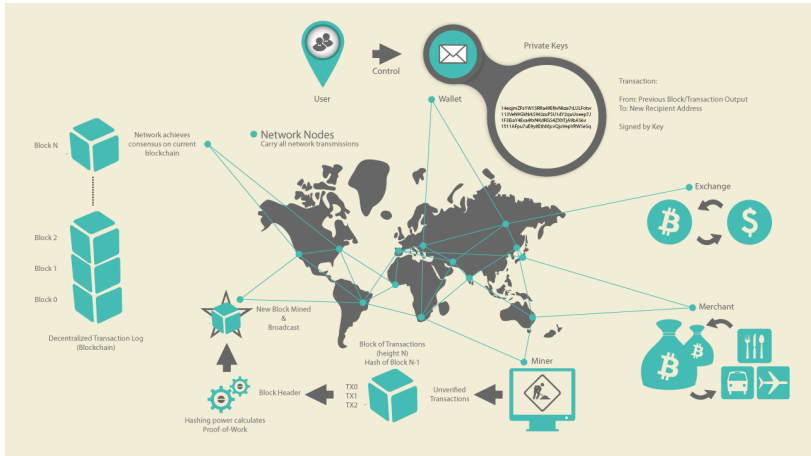 Private Keys
Control
User
Wallet
Transaction:
From: Previous Block/Transaction Output
To: New Recipient Address
Signed by Key
Block N
Network achieves
consensus on current
blockchain
Network Nodes
Carry all network transmissions
Exchange
Block 2
Block 1
Block 0
Decentralized Transaction Log
(Blockchain)
New Block Mined
&
Broadcast
Merchant
Block of Transactions
(height N)
Hash of Block N-1
Miner
Block Header
TX0
TX1
TX2
Unverified
Transactions
Hashing power calculates
Proof-of-Work